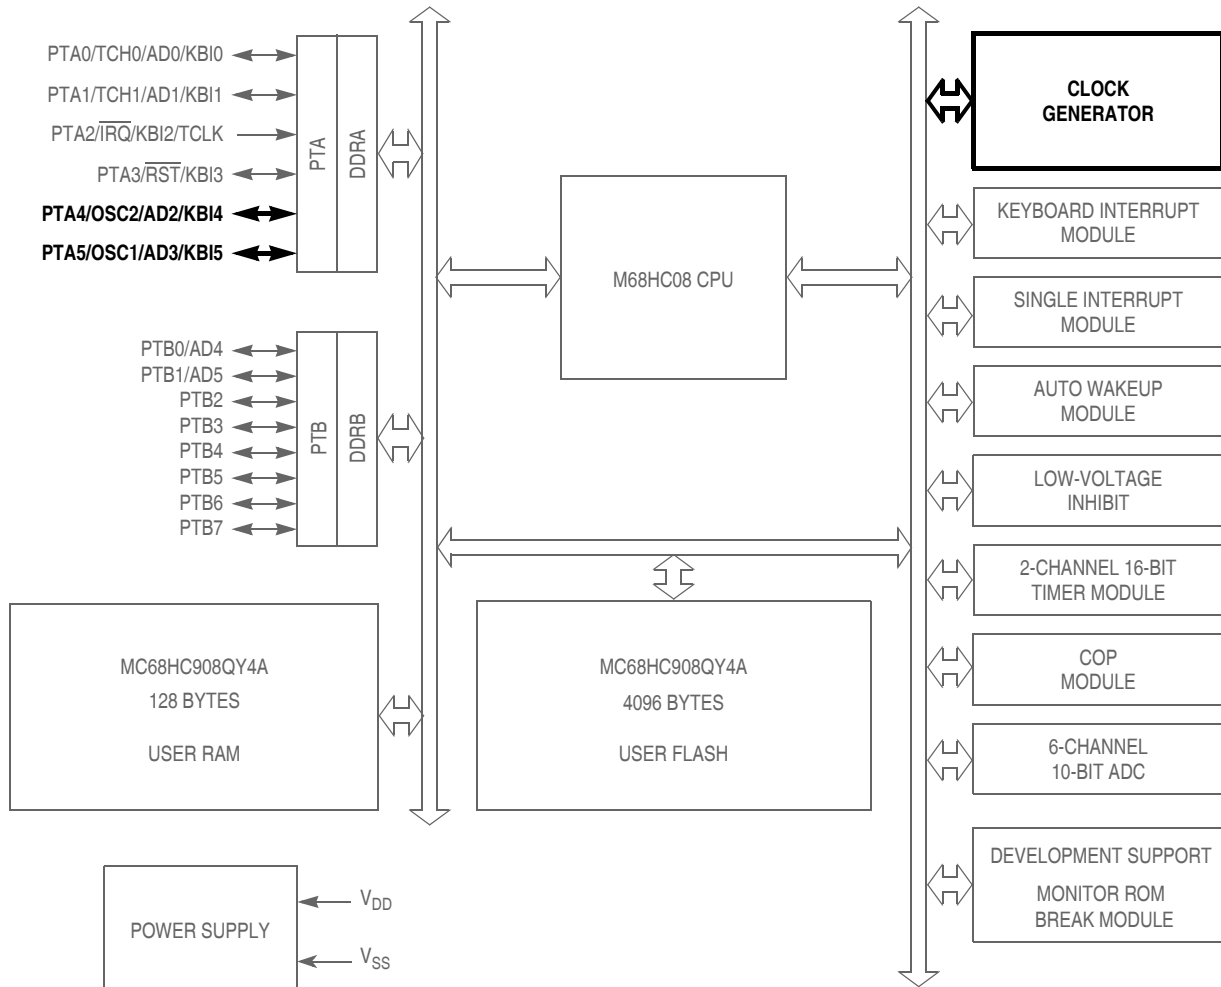 PTA0/TCH0/AD0/KBI0
PTA1/TCH1/AD1/KBI1
PTA2/IRQ/KBI2/TCLK
PTA3/RST/KBI3
PTA4/OSC2/AD2/KBI4
PTA5/OSC1/AD3/KBI5
PTA
DDRA
PTB0/AD4
PTB1/AD5
PTB2
PTB3
PTB4
PTB5
PTB6
PTB7
PTB
DDRB
M68HC08 CPU
MC68HC908QY4A
128 BYTES
USER RAM
MC68HC908QY4A
4096 BYTES
USER FLASH
POWER SUPPLY
VDD
VSS
CLOCK
GENERATOR
KEYBOARD INTERRUPT
MODULE
SINGLE INTERRUPT
MODULE
AUTO WAKEUP
MODULE
LOW-VOLTAGE
INHIBIT
2-CHANNEL 16-BIT
TIMER MODULE
COP
MODULE
6-CHANNEL
10-BIT ADC
DEVELOPMENT SUPPORT
MONITOR ROM
BREAK MODULE